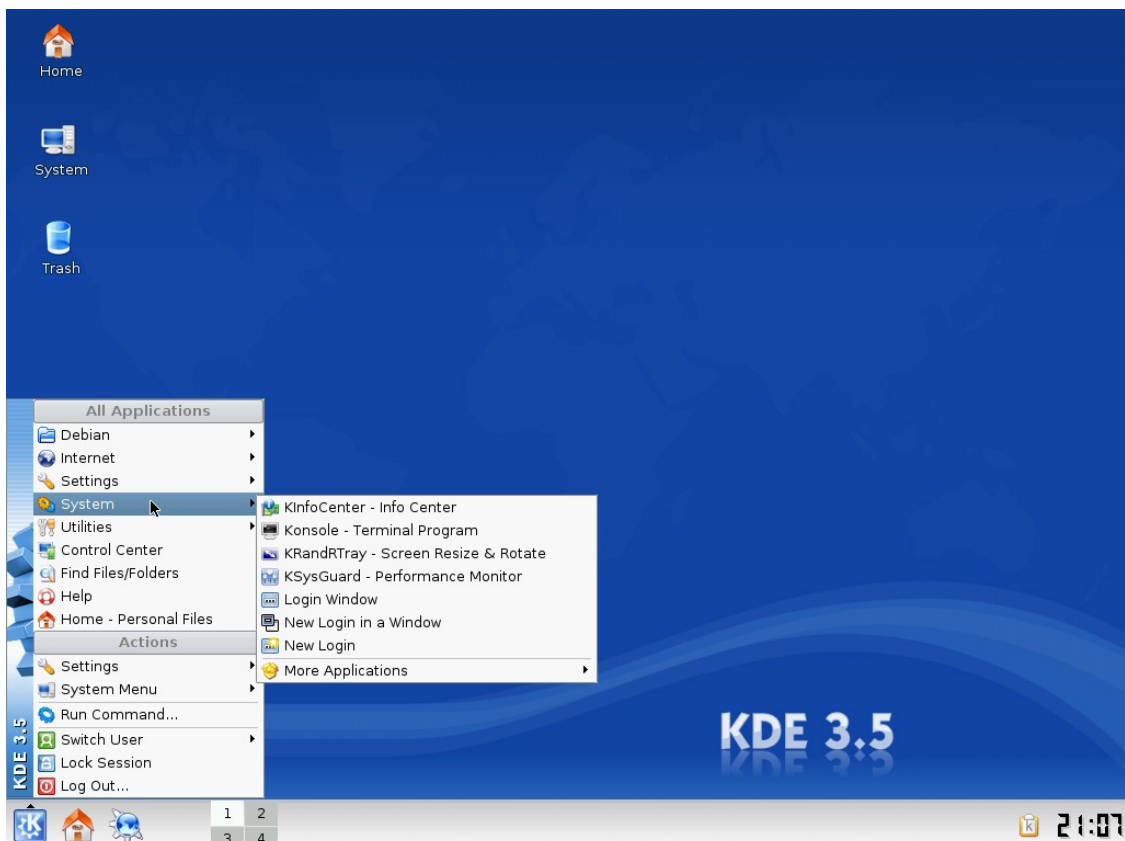 Home
System
Trash
All Applications
Debian
Internet
Settings
System
Utilities
Control Center
Find Files/Folders
Help
Home - Personal Files
Actions
Settings
System Menu
Run Command...
Switch User
Lock Session
Log Out...
KDE 3.5
KInfoCenter - Info Center
Konsole - Terminal Program
KRandRTray - Screen Resize & Rotate
KSysGuard - Performance Monitor
Login Window
New Login in a Window
New Login
More Applications
KDE 3.5
1 2
3 4
21:07